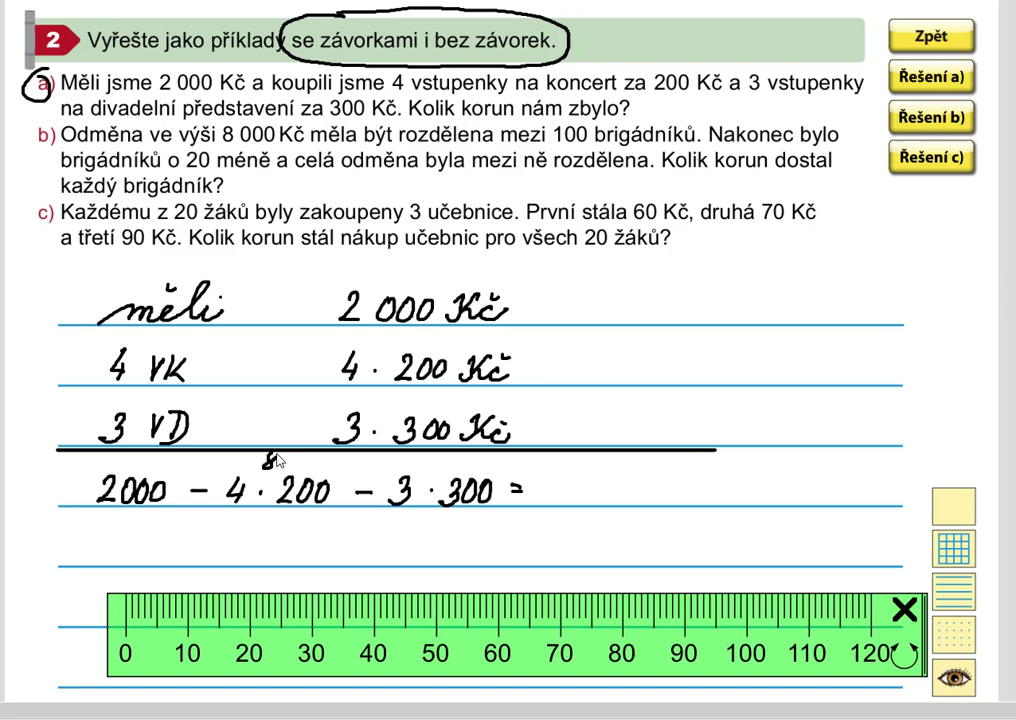 2 Vyřešte jako příklady se závorkami i bez závorek.
a) Měli jsme 2 000 Kč a koupili jsme 4 vstupenky na koncert za 200 Kč a 3 vstupenky
na divadelní představení za 300 Kč. Kolik korun nám zbylo?
b) Odměna ve výši 8 000 Kč měla být rozdělena mezi 100 brigádníků. Nakonec bylo
brigádníků o 20 méně a celá odměna byla mezi ně rozdělena. Kolik korun dostal
každý brigádník?
c) Každému z 20 žáků byly zakoupeny 3 učebnice. První stála 60 Kč, druhá 70 Kč
a třetí 90 Kč. Kolik korun stál nákup učebnic pro všech 20 žáků?
Zpět
Řešení a)
Řešení b)
Řešení c)
měli 2 000 Kč
4 VK 4 · 200 Kč
3 VD 3 · 300 Kč
8
2000 - 4 · 200 - 3 · 300 =
0 10 20 30 40 50 60 70 80 90 100 110 120